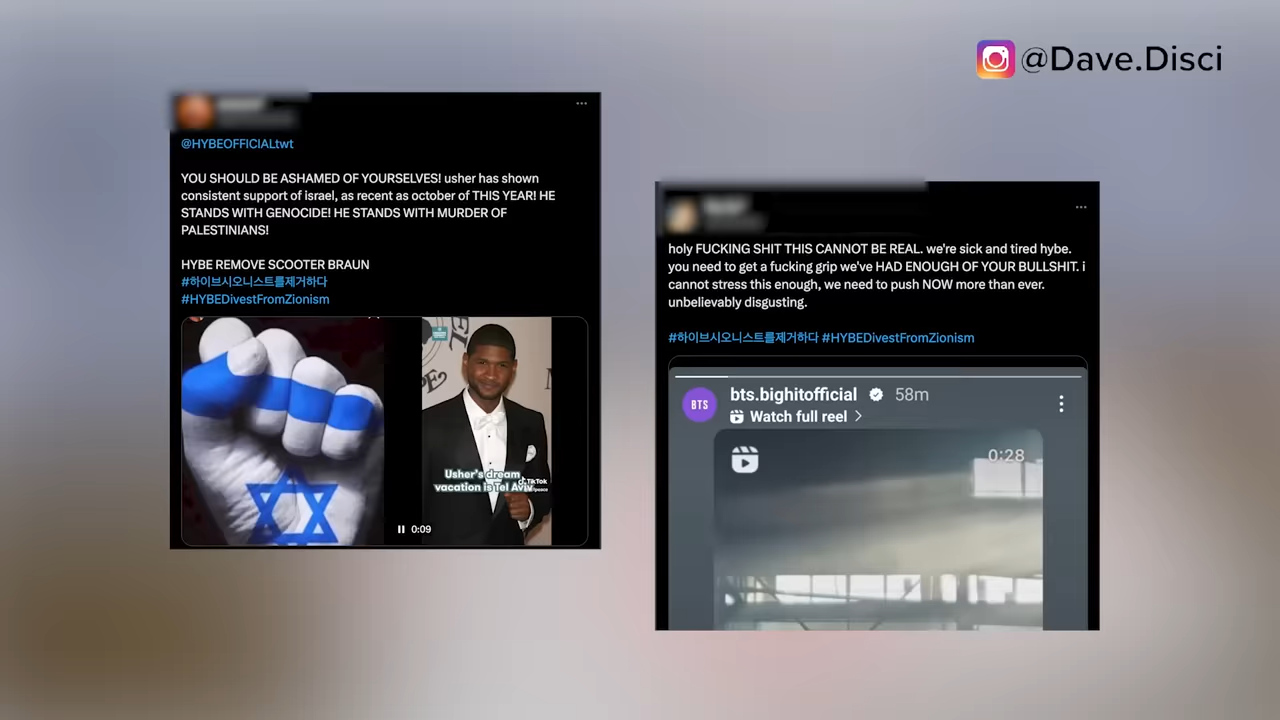 @Dave.Disci
...
@HYBEOFFICIALtwt
YOU SHOULD BE ASHAMED OF YOURSELVES! usher has shown
consistent support of israel, as recent as october of THIS YEAR! HE
STANDS WITH GENOCIDE! HE STANDS WITH MURDER OF
PALESTINIANS!
HYBE REMOVE SCOOTER BRAUN
#하이브시오니스트를제거하다
#HYBEDivestFromZionism
Usher's dream
vacation is Tel Aviv
TikTok
0:09
...
holy FUCKING SHIT THIS CANNOT BE REAL. we're sick and tired hybe.
you need to get a fucking grip we've HAD ENOUGH OF YOUR BULLSHIT. i
cannot stress this enough, we need to push NOW more than ever.
unbelievably disgusting.
#하이브시오니스트를제거하다 #HYBEDivestFromZionism
BTS
bts.bighitofficial 58m
Watch full reel >
0:28